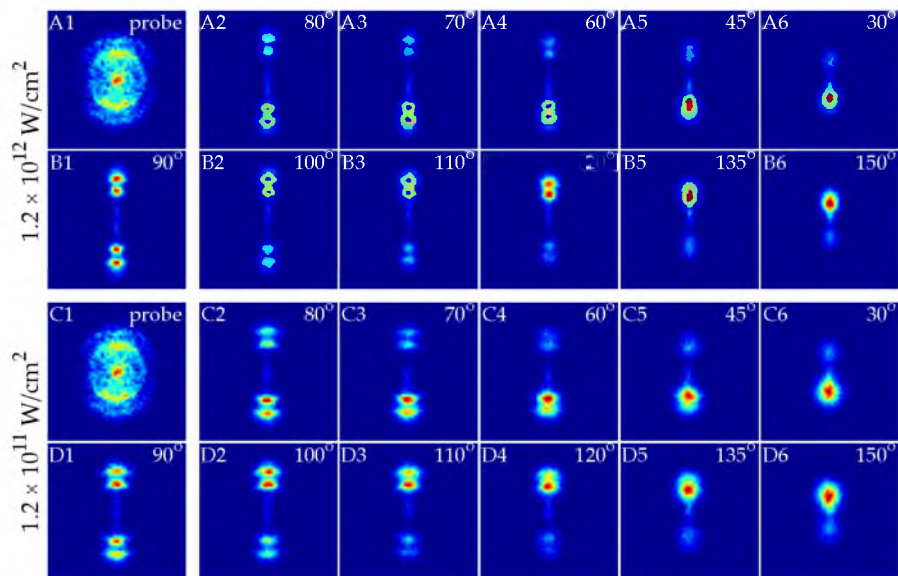 A1 probe A2 80° A3 70° A4 60° A5 45° A6 30°
B1 90° B2 100° B3 110° B5 135° B6 150°
1.2 × 10¹² W/cm²
C1 probe C2 80° C3 70° C4 60° C5 45° C6 30°
D1 90° D2 100° D3 110° D4 120° D5 135° D6 150°
1.2 × 10¹¹ W/cm²